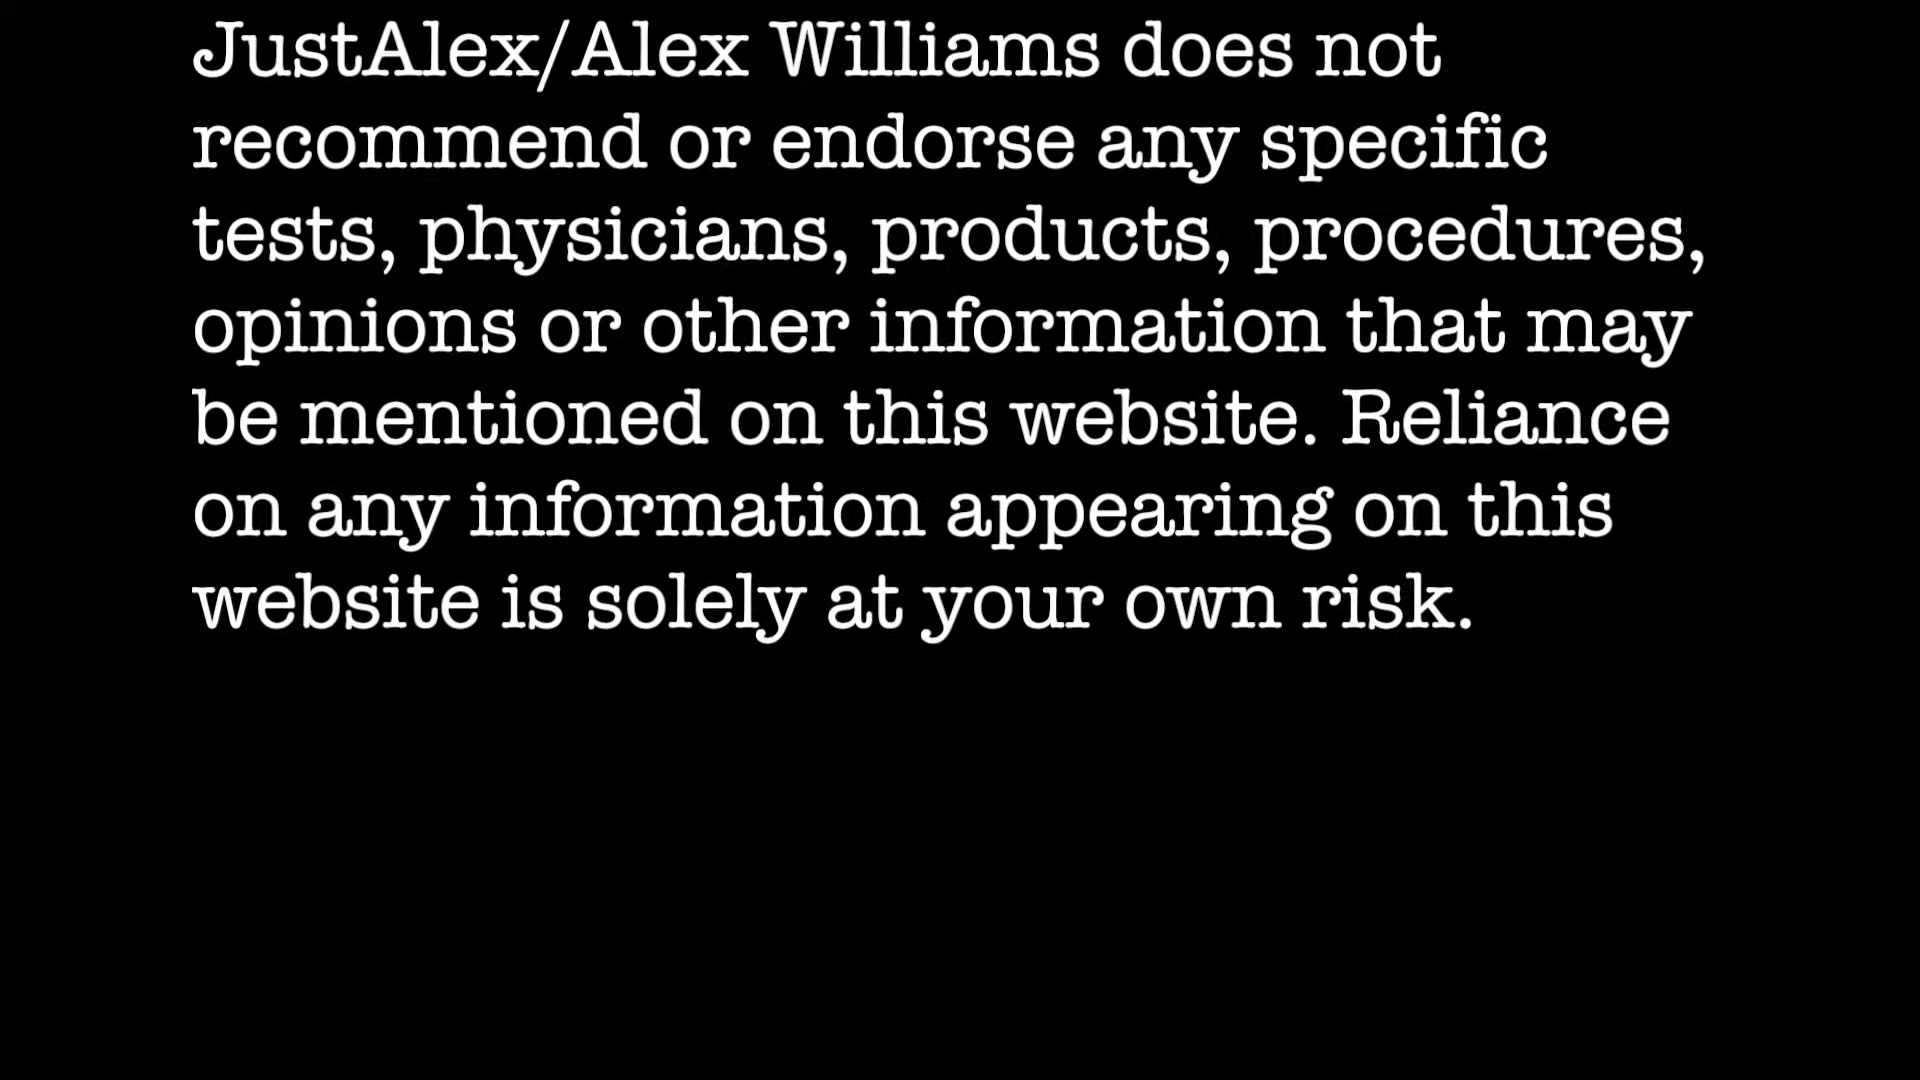 JustAlex/Alex Williams does not
recommend or endorse any specific
tests, physicians, products, procedures,
opinions or other information that may
be mentioned on this website. Reliance
on any information appearing on this
website is solely at your own risk.